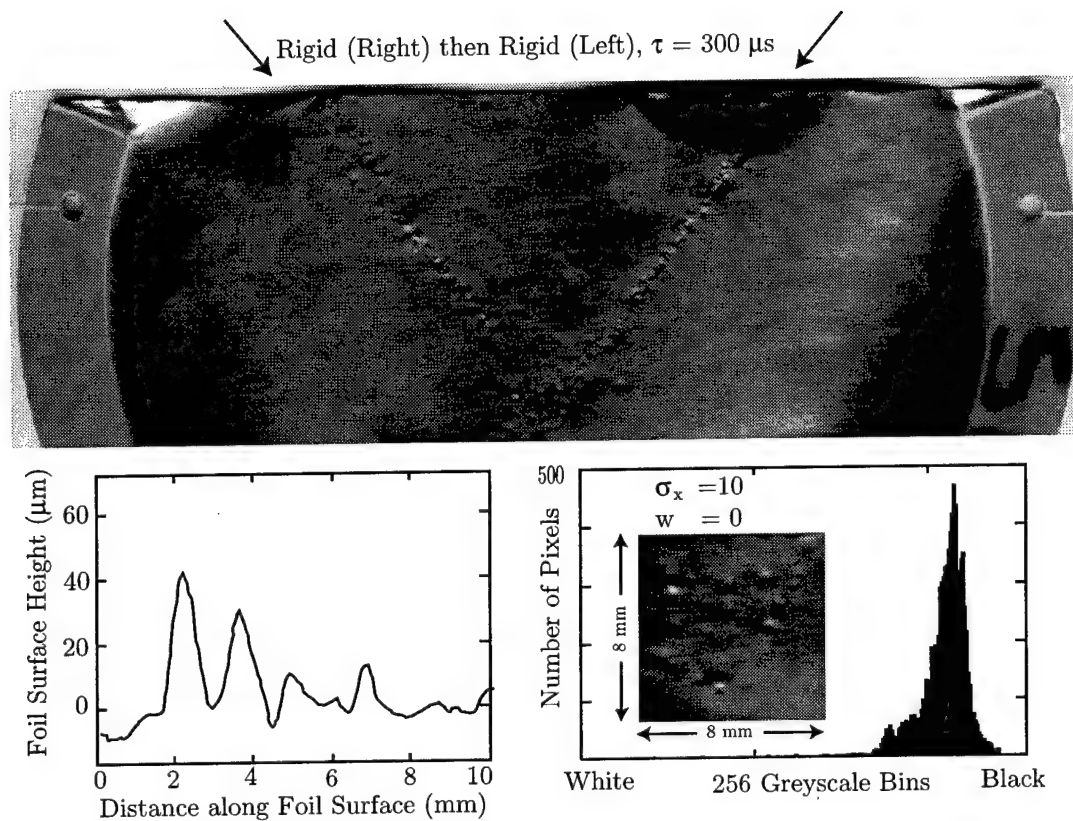 Rigid (Right) then Rigid (Left), τ = 300 μs
5
Foil Surface Height (μm)
60
40
20
0
0 2 4 6 8 10
Distance along Foil Surface (mm)
Number of Pixels
500
σx =10
w = 0
8 mm
8 mm
White 256 Greyscale Bins Black